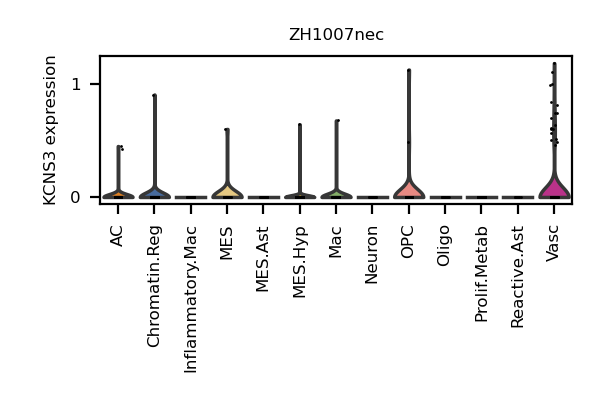 ZH1007nec
KCNS3 expression
1
0
AC
Chromatin.Reg
Inflammatory.Mac
MES
MES.Ast
MES.Hyp
Mac
Neuron
OPC
Oligo
Prolif.Metab
Reactive.Ast
Vasc